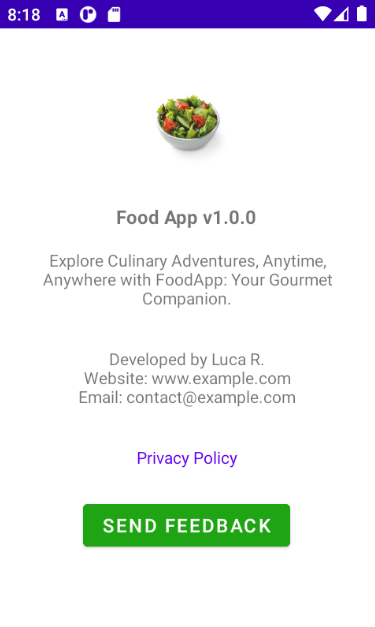 8:18
Food App v1.0.0
Explore Culinary Adventures, Anytime,
Anywhere with FoodApp: Your Gourmet
Companion.
Developed by Luca R.
Website: www.example.com
Email: contact@example.com
Privacy Policy
SEND FEEDBACK